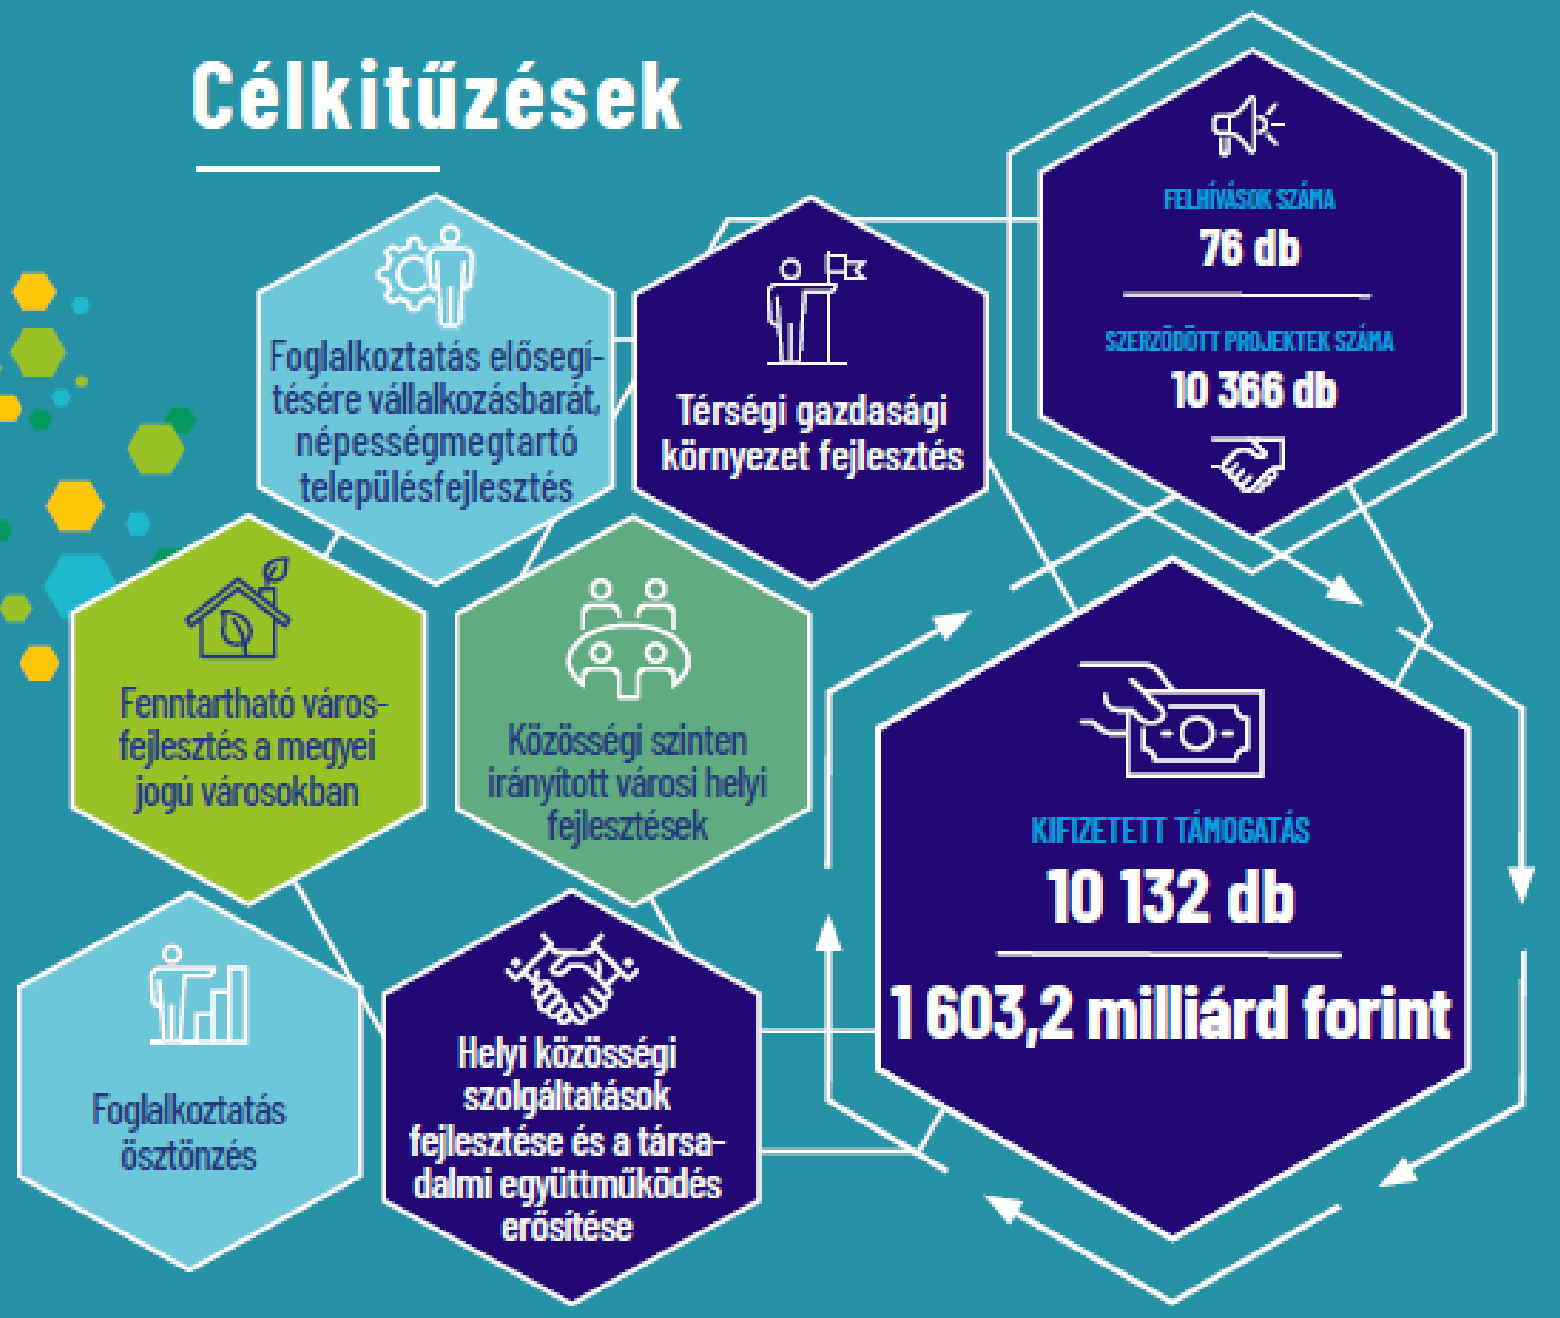 Célkitűzések
Foglalkoztatás elősegí-
tésére vállalkozásbarát,
népességmegtartó
településfejlesztés
Térségi gazdasági
környezet fejlesztés
FELHÍVÁSOK SZÁMA
76 db
SZERZŐDÖTT PROJEKTEK SZÁMA
10 366 db
Fenntartható város-
fejlesztés a megyei
jogú városokban
Közösségi szinten
irányított városi helyi
fejlesztések
KIFIZETETT TÁMOGATÁS
10 132 db
1 603,2 milliárd forint
Foglalkoztatás
ösztönzés
Helyi közösségi
szolgáltatások
fejlesztése és a társa-
dalmi együttműködés
erősítése